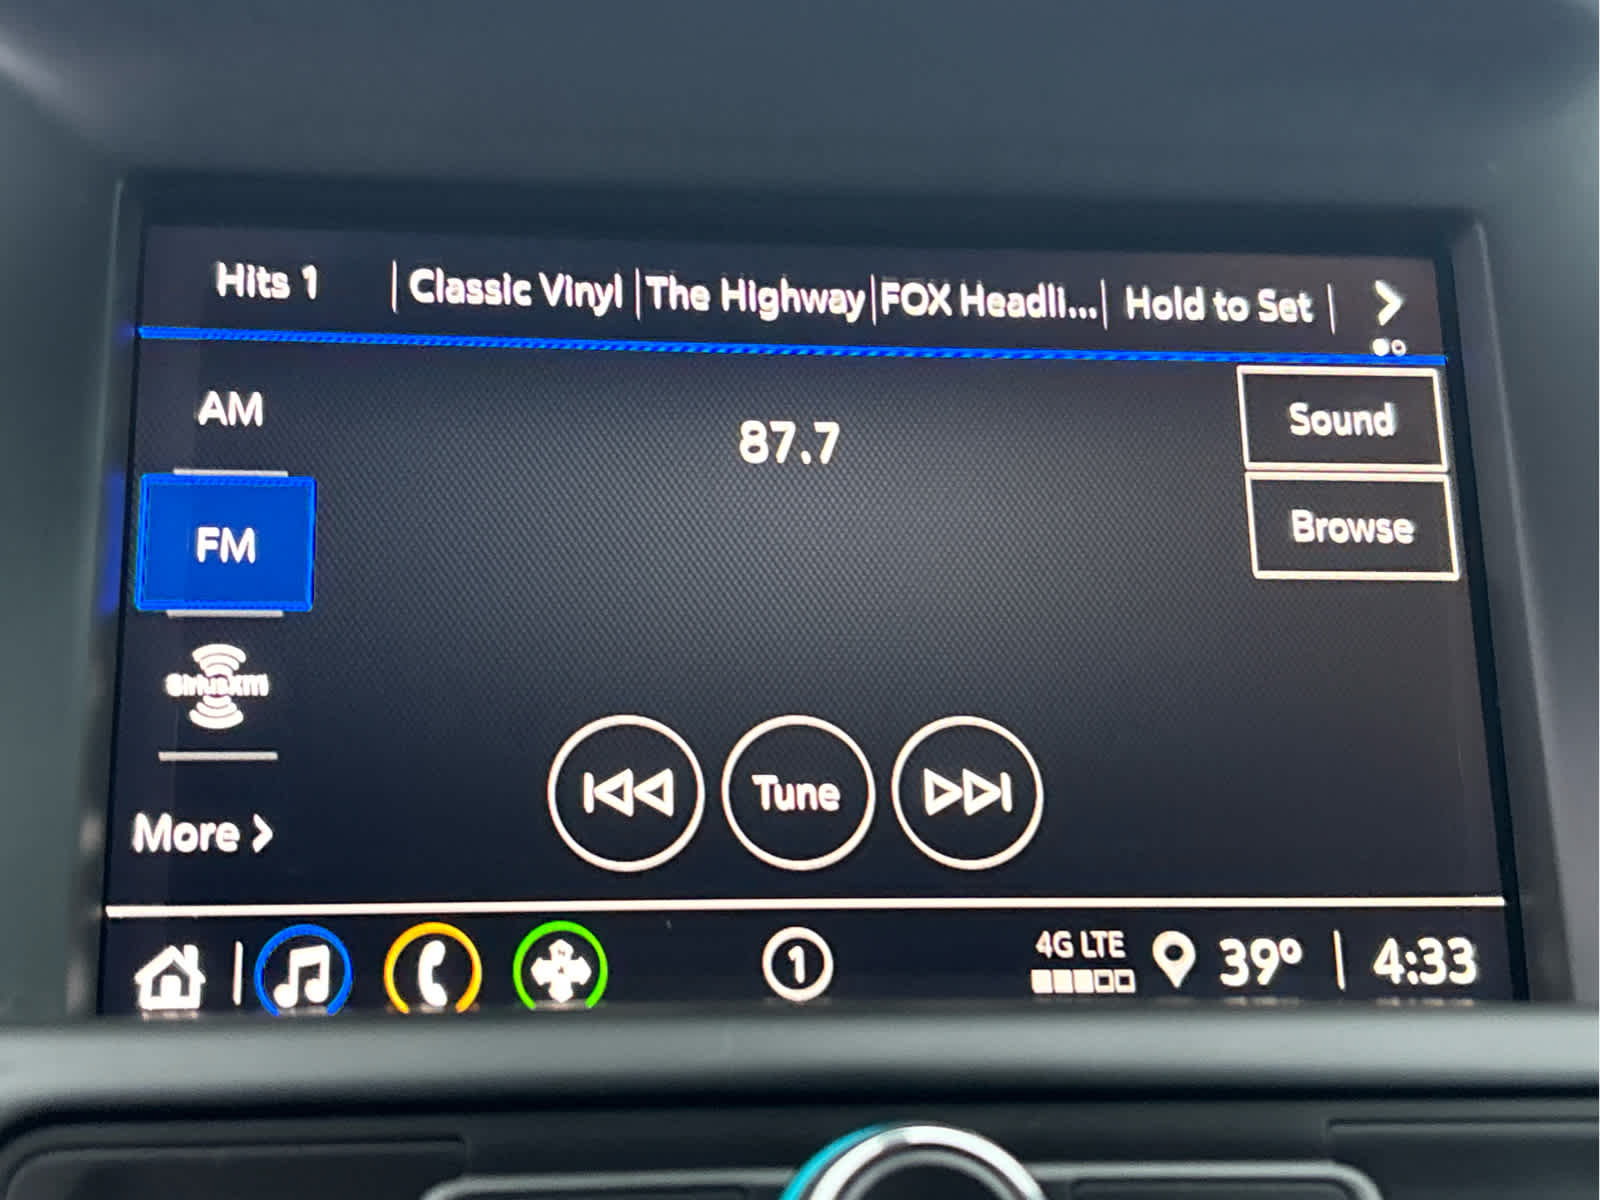 Hits 1 | Classic Vinyl | The Highway | FOX Headli... | Hold to Set |
AM
87.7
Sound
FM
Browse
SiriusXM
Tune
More
1
4G LTE
39° | 4:33